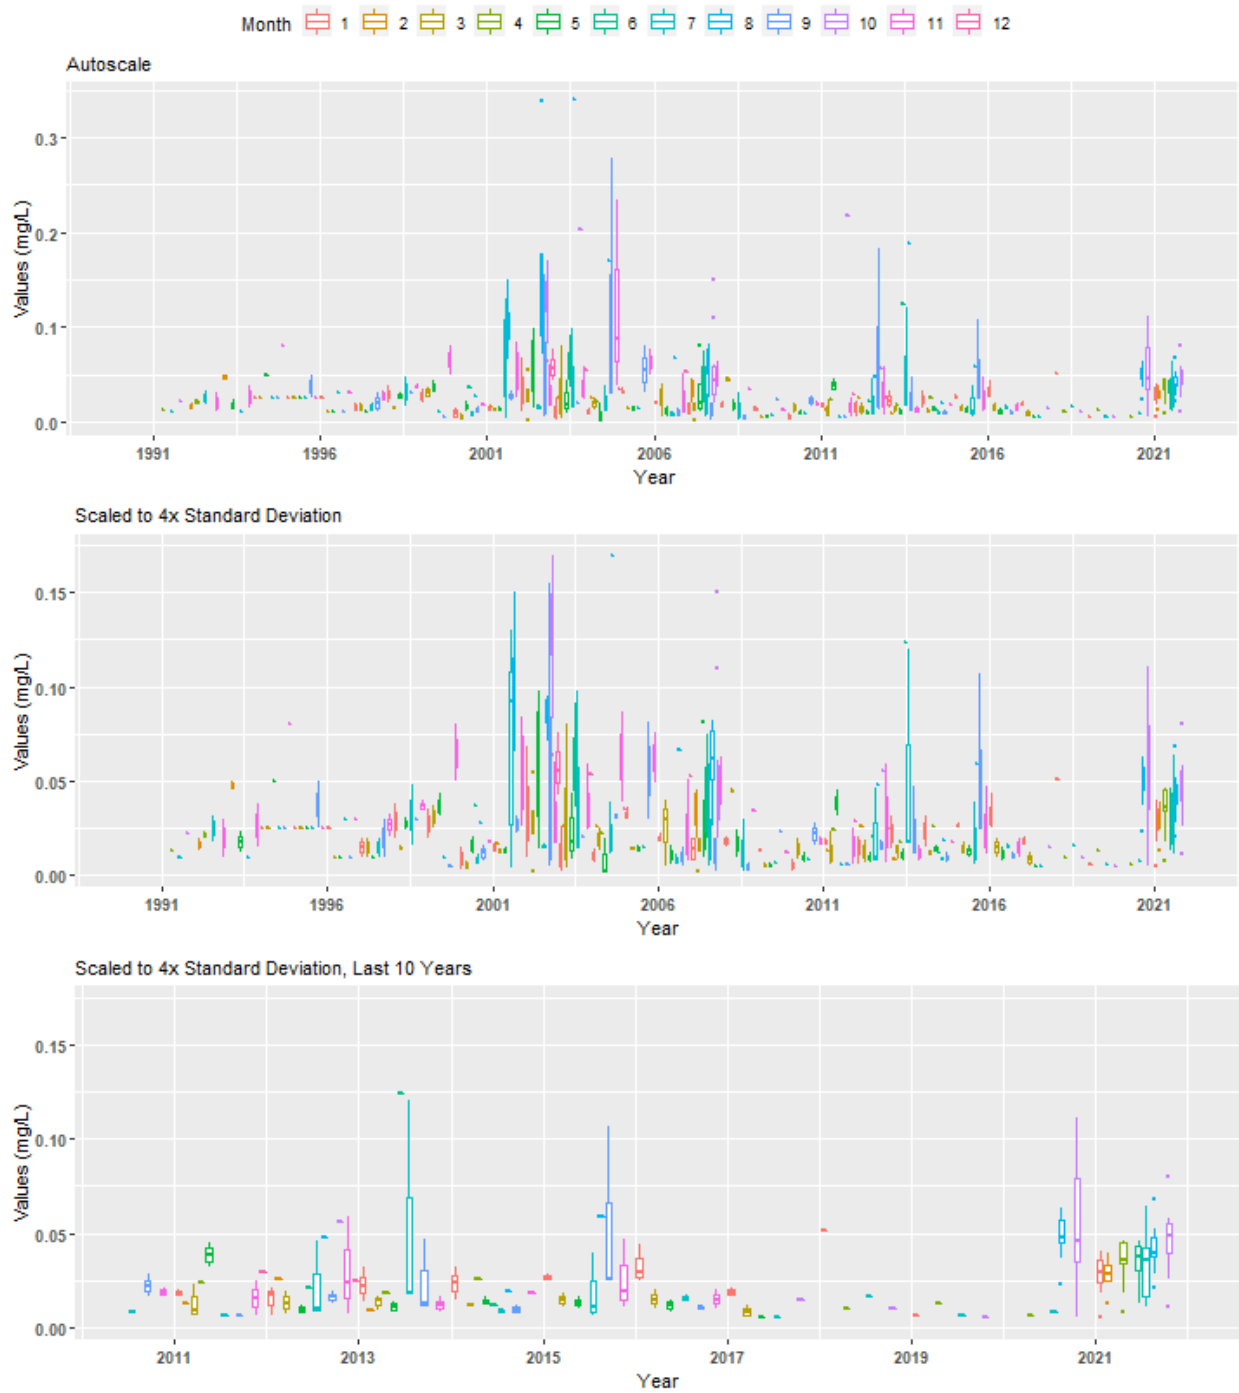 Month 1 2 3 4 5 6 7 8 9 10 11 12
Autoscale
0.3
0.2
0.1
0.0
Values (mg/L)
1991 1996 2001 2006 2011 2016 2021
Year
Scaled to 4x Standard Deviation
0.15
0.10
0.05
0.00
Values (mg/L)
1991 1996 2001 2006 2011 2016 2021
Year
Scaled to 4x Standard Deviation, Last 10 Years
0.15
0.10
0.05
0.00
Values (mg/L)
2011 2013 2015 2017 2019 2021
Year